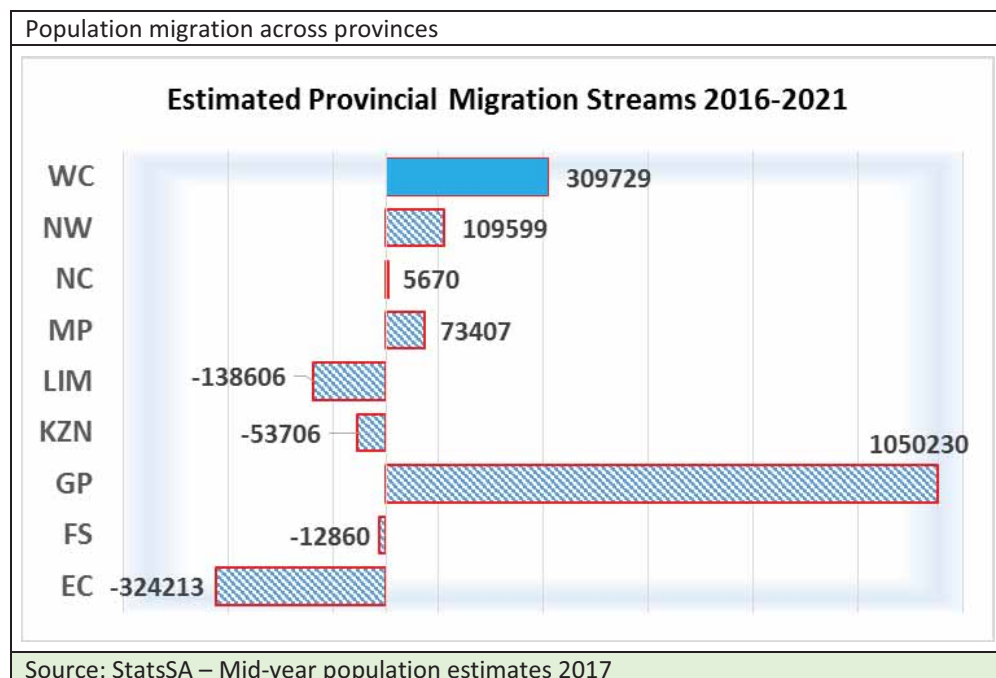 Population migration across provinces
Estimated Provincial Migration Streams 2016-2021
WC 309729
NW 109599
NC 5670
MP 73407
LIM -138606
KZN -53706
GP 1050230
FS -12860
EC -324213
Source: StatsSA – Mid-year population estimates 2017